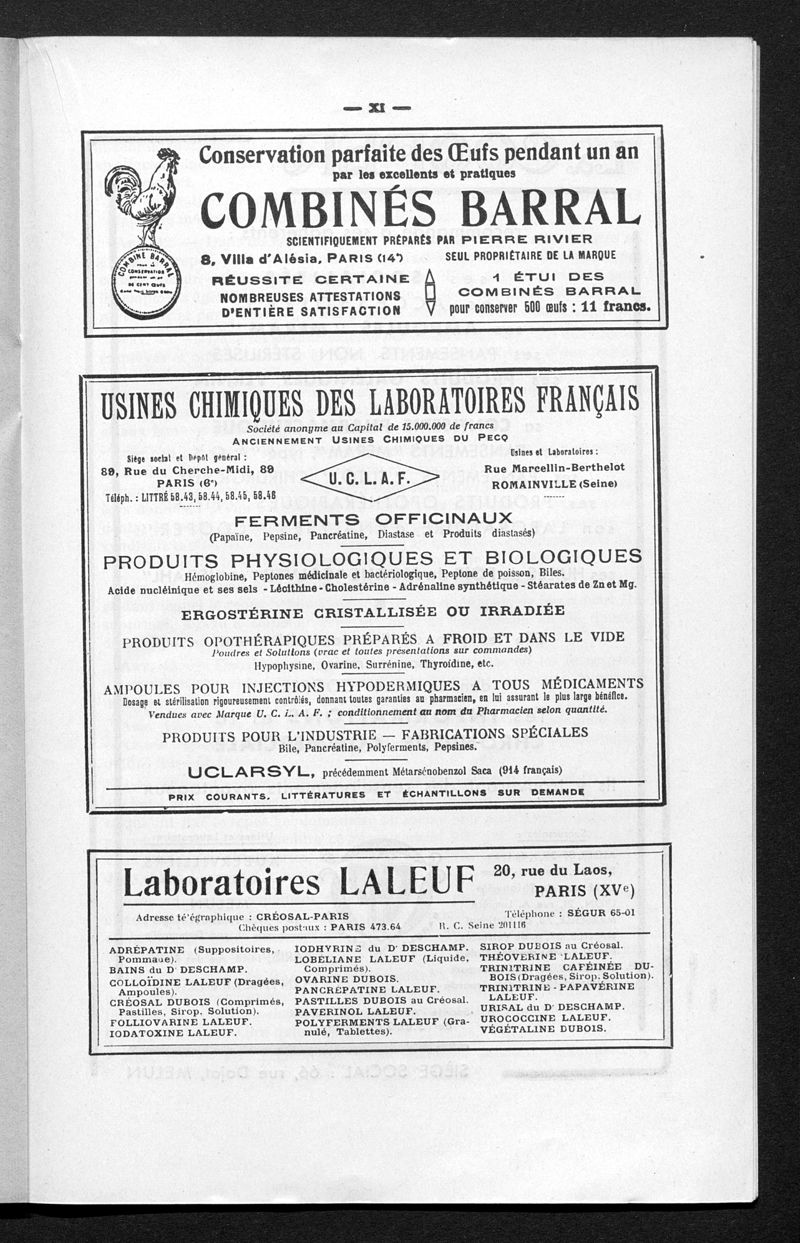 — XI —
Conservation parfaite des Œufs pendant un an
par les excellents et pratiques
COMBINÉS BARRAL
SCIENTIFIQUEMENT PRÉPARÉS PAR PIERRE RIVIER
8, Villa d'Alésia, PARIS (14e) SEUL PROPRIÉTAIRE DE LA MARQUE
COMBINÉ BARRAL
POUR LA
CONSERVATION
DE CENT ŒUFS
RÉUSSITE CERTAINE
NOMBREUSES ATTESTATIONS
D'ENTIÈRE SATISFACTION
1 ÉTUI DES
COMBINÉS BARRAL
pour conserver 500 œufs : 11 francs.
USINES CHIMIQUES DES LABORATOIRES FRANÇAIS
Société anonyme au Capital de 15.000.000 de francs
ANCIENNEMENT USINES CHIMIQUES DU PECQ
Siège social et Dépôt général :
89, Rue du Cherche-Midi, 89
PARIS (6e)
Téléph. : LITTRÉ 58.43, 58.44, 58.45, 58.46
U. C. L. A. F.
Usines et Laboratoires :
Rue Marcellin-Berthelot
ROMAINVILLE (Seine)
FERMENTS OFFICINAUX
(Papaïne, Pepsine, Pancréatine, Diastase et Produits diastasés)
PRODUITS PHYSIOLOGIQUES ET BIOLOGIQUES
Hémoglobine, Peptones médicinale et bactériologique, Peptone de poisson, Biles.
Acide nucléinique et ses sels - Lécithine - Cholestérine - Adrénaline synthétique - Stéarates de Zn et Mg.
ERGOSTÉRINE CRISTALLISÉE OU IRRADIÉE
PRODUITS OPOTHÉRAPIQUES PRÉPARÉS A FROID ET DANS LE VIDE
Poudres et Solutions (vrac et toutes présentations sur commandes)
Hypophysine, Ovarine, Surrénine, Thyroïdine, etc.
AMPOULES POUR INJECTIONS HYPODERMIQUES A TOUS MÉDICAMENTS
Dosage et stérilisation rigoureusement contrôlés, donnant toutes garanties au pharmacien, en lui assurant le plus large bénéfice.
Vendues avec Marque U. C. L. A. F. ; conditionnement au nom du Pharmacien selon quantité.
PRODUITS POUR L'INDUSTRIE — FABRICATIONS SPÉCIALES
Bile, Pancréatine, Polyferments, Pepsines.
UCLARSYL, précédemment Métarsénobenzol Saca (914 français)
PRIX COURANTS, LITTÉRATURES ET ÉCHANTILLONS SUR DEMANDE
Laboratoires LALEUF
20, rue du Laos,
PARIS (XVe)
Adresse télégraphique : CRÉOSAL-PARIS Téléphone : SÉGUR 65-01
Chèques postaux : PARIS 473.64 R. C. Seine 201116
ADRÉPATINE (Suppositoires,
Pommade).
BAINS du Dr DESCHAMP.
COLLOÏDINE LALEUF (Dragées,
Ampoules).
CRÉOSAL DUBOIS (Comprimés,
Pastilles, Sirop, Solution).
FOLLIOVARINE LALEUF.
IODATOXINE LALEUF.
IODHYRINE du Dr DESCHAMP.
LOBÉLIANE LALEUF (Liquide,
Comprimés).
OVARINE DUBOIS.
PANCRÉPATINE LALEUF.
PASTILLES DUBOIS au Créosal.
PAVERINOL LALEUF.
POLYFERMENTS LALEUF (Gra-
nulé, Tablettes).
SIROP DUBOIS au Créosal.
THÉOVERINE LALEUF.
TRINITRINE CAFÉINÉE DU-
BOIS (Dragées, Sirop, Solution).
TRINITRINE - PAPAVÉRINE
LALEUF.
URISAL du Dr DESCHAMP.
UROCOCCINE LALEUF.
VÉGÉTALINE DUBOIS.